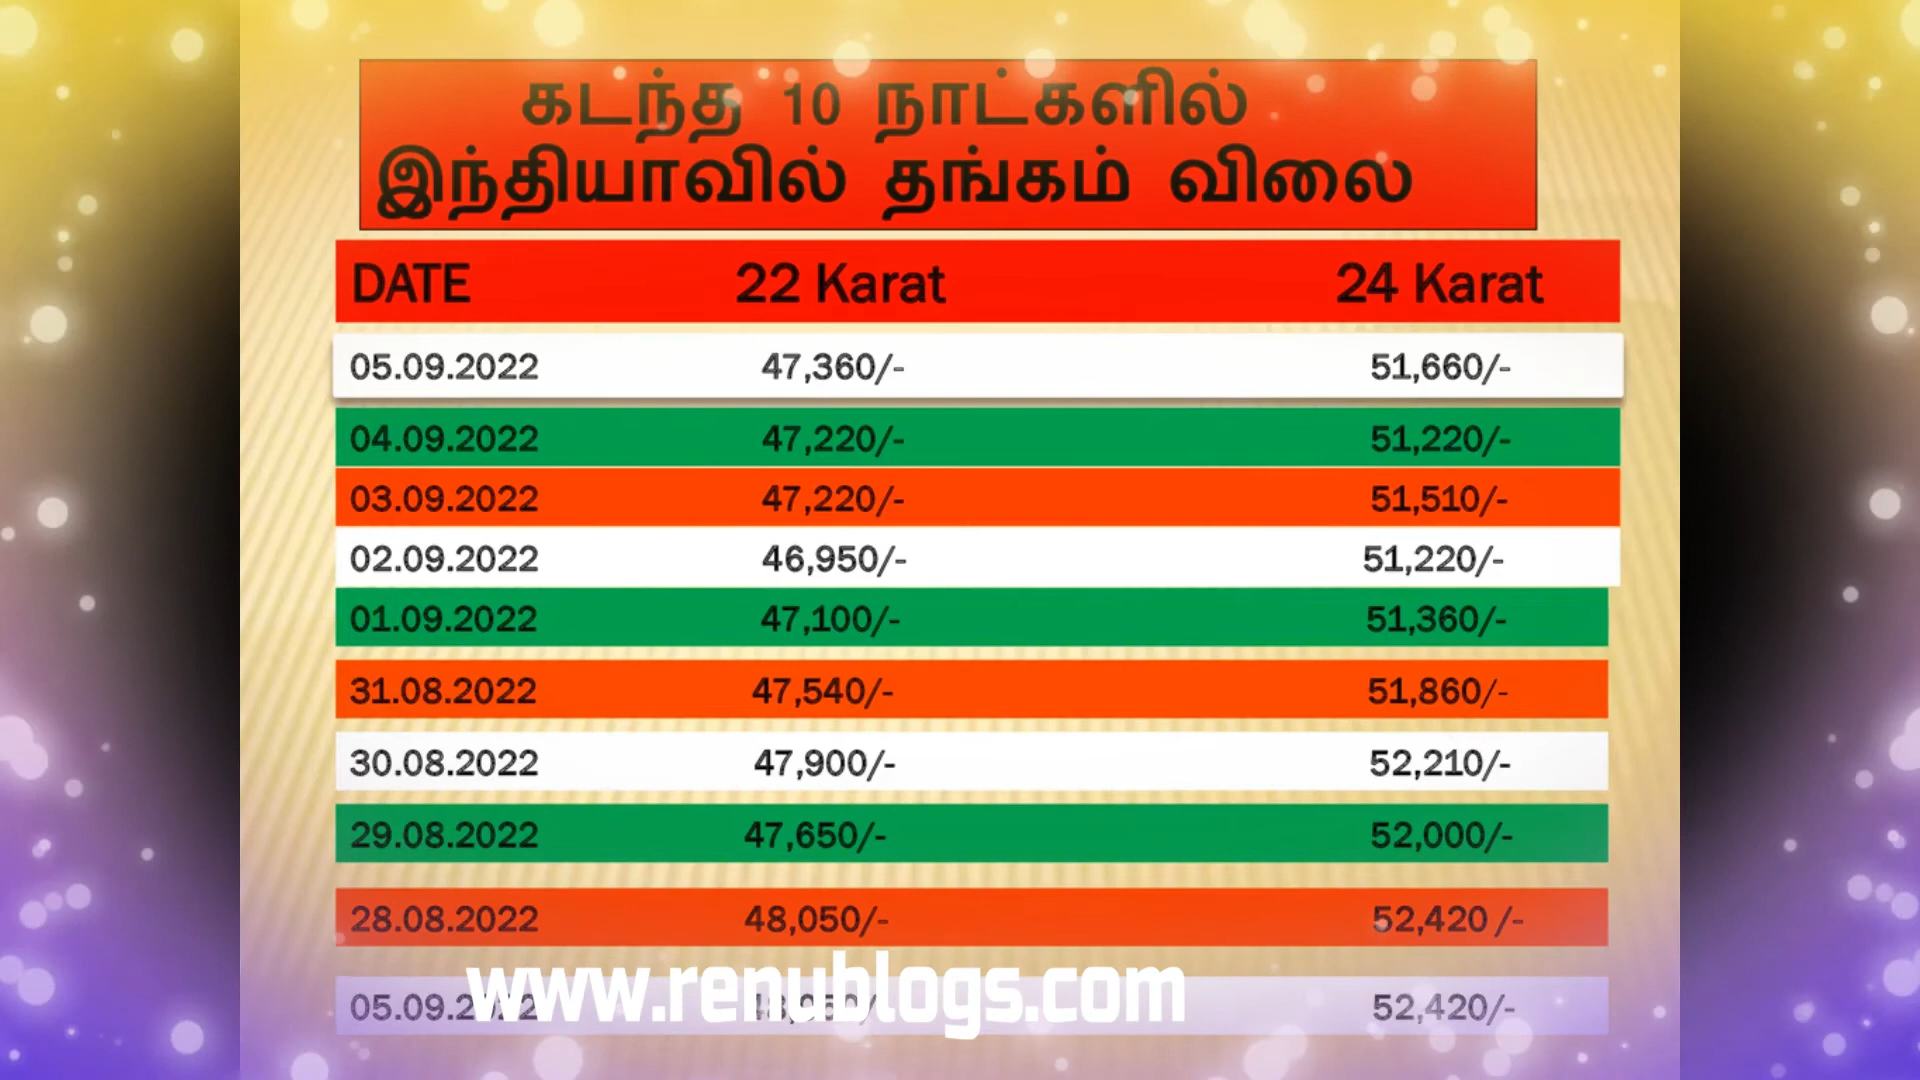 கடந்த 10 நாட்களில்
இந்தியாவில் தங்கம் விலை
DATE 22 Karat 24 Karat
05.09.2022 47,360/- 51,660/-
04.09.2022 47,220/- 51,220/-
03.09.2022 47,220/- 51,510/-
02.09.2022 46,950/- 51,220/-
01.09.2022 47,100/- 51,360/-
31.08.2022 47,540/- 51,860/-
30.08.2022 47,900/- 52,210/-
29.08.2022 47,650/- 52,000/-
28.08.2022 48,050/- 52,420 /-
05.09.2022 52,420/-
www.renublogs.com